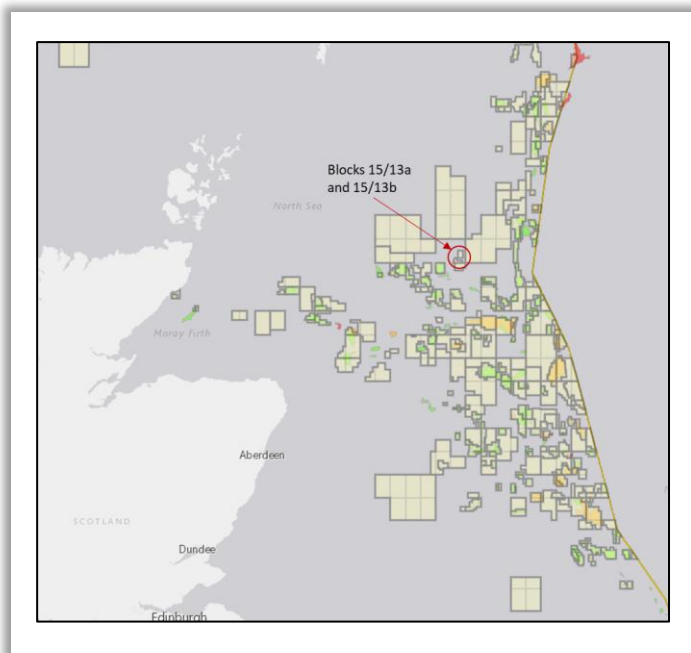 Blocks 15/13a
and 15/13b
North Sea
Moray Firth
Aberdeen
SCOTLAND
Dundee
Edinburgh